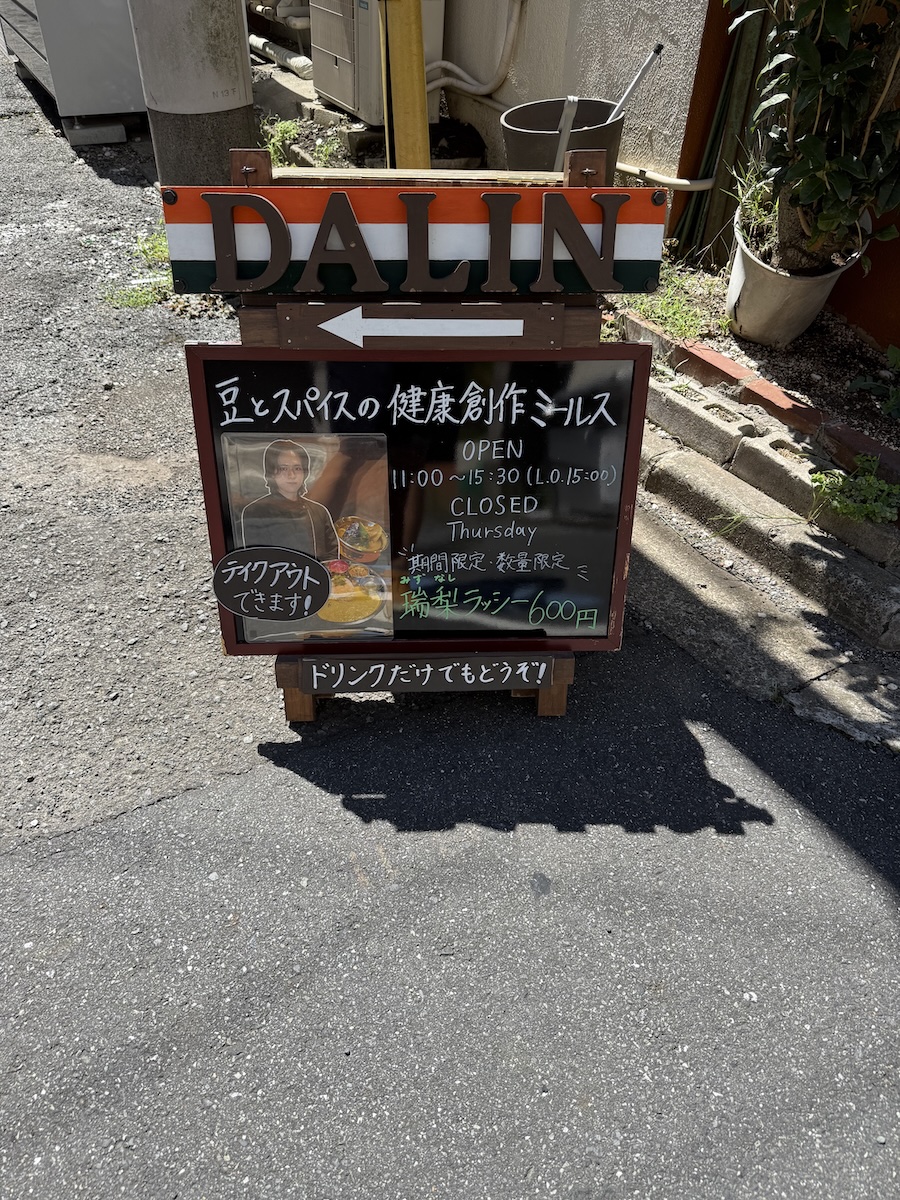 DALIN
豆とスパイスの健康創作ミールス
OPEN
11:00〜15:30 (L.O.15:00)
CLOSED
Thursday
期間限定・数量限定
みず なし
瑞梨ラッシー600円
テイクアウト
できます!
ドリンクだけでもどうぞ!